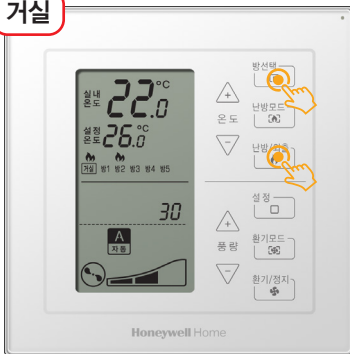 거실
실내 온도 22.0 °C
설정 온도 26.0 °C
거실 방1 방2 방3 방4 방5
30
A
자동
방선택
온도
난방모드
난방/외출
설정
풍량
환기모드
환기/정지
Honeywell Home